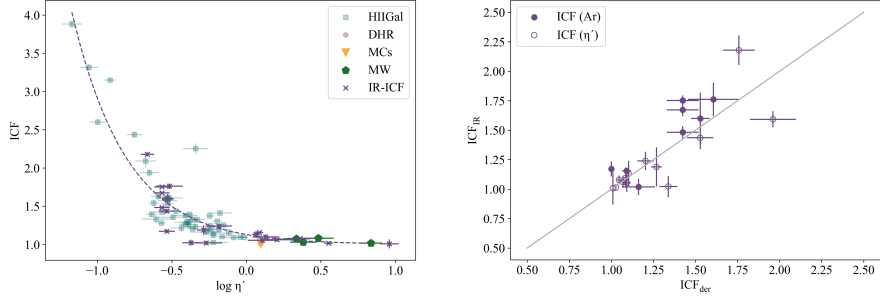 4.0
3.5
3.0
2.5
2.0
1.5
1.0
ICF
−1.0
−0.5
0.0
0.5
1.0
log η′
HIIGal
DHR
MCs
MW
IR-ICF
2.50
2.25
2.00
1.75
1.50
1.25
1.00
0.75
0.50
ICF_IR
0.50
0.75
1.00
1.25
1.50
1.75
2.00
2.25
2.50
ICF_der
ICF (Ar)
ICF (η′)